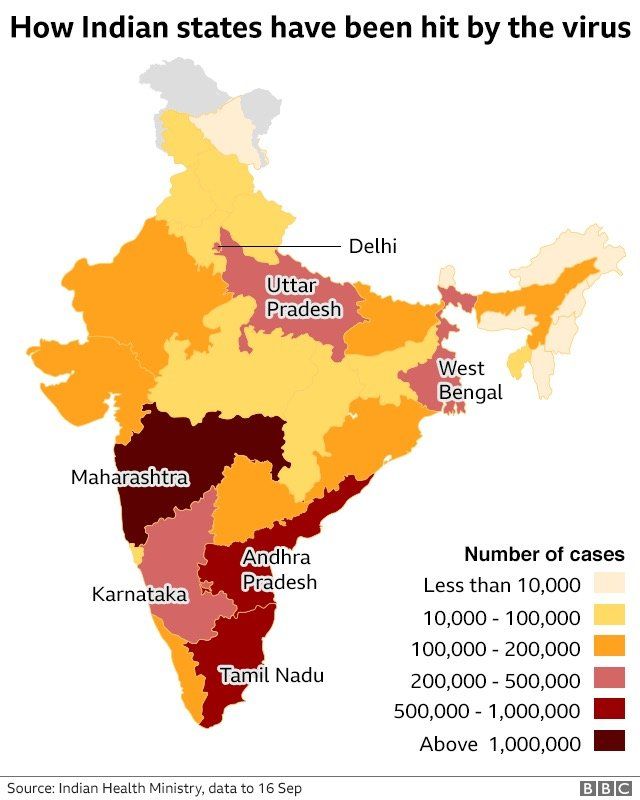 How Indian states have been hit by the virus
Delhi
Uttar
Pradesh
West
Bengal
Maharashtra
Andhra
Pradesh
Karnataka
Tamil Nadu
Number of cases
Less than 10,000
10,000 - 100,000
100,000 - 200,000
200,000 - 500,000
500,000 - 1,000,000
Above 1,000,000
Source: Indian Health Ministry, data to 16 Sep
BBC